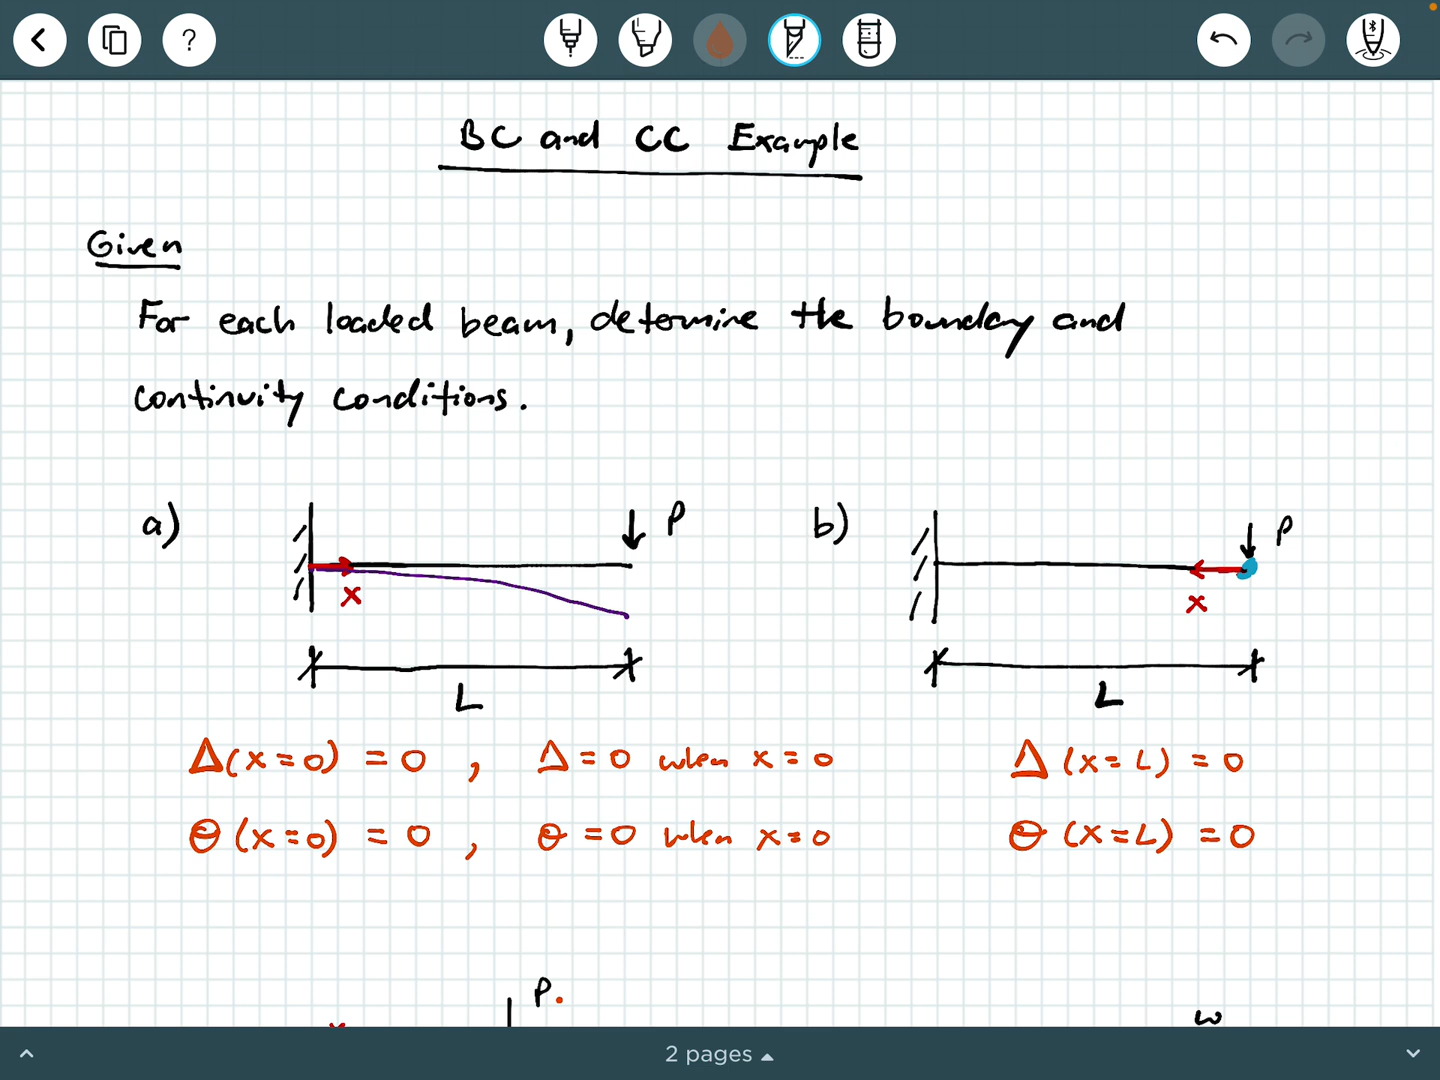 ?
BC and CC Example
Given
For each loaded beam, determine the bounday and
continuity conditions.
a)
P
x
L
b)
P
x
L
Δ(x=0) = 0 , Δ=0 when x=0
θ(x=0) = 0 , θ=0 when x=0
Δ(x=L) = 0
θ(x=L) = 0
P.
x
w
2 pages